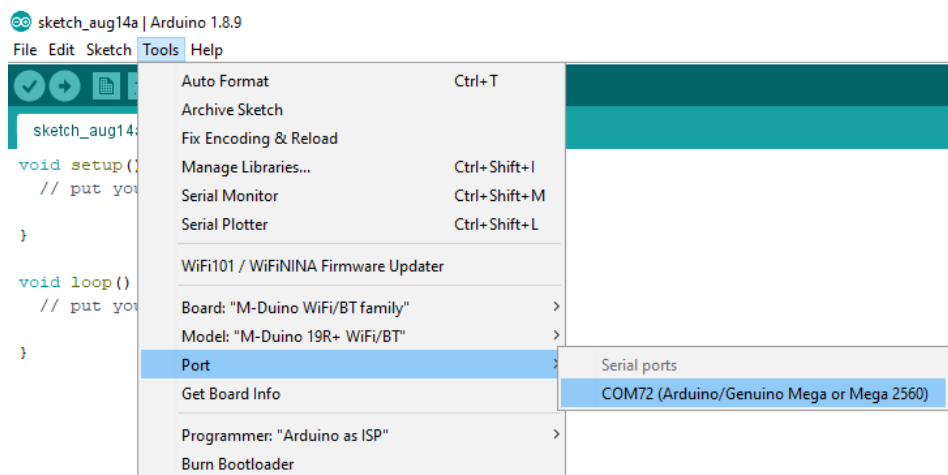 sketch_aug14a | Arduino 1.8.9
File Edit Sketch Tools Help
sketch_aug14a
void setup()
// put you
}
void loop()
// put you
}
Auto Format Ctrl+T
Archive Sketch
Fix Encoding & Reload
Manage Libraries... Ctrl+Shift+I
Serial Monitor Ctrl+Shift+M
Serial Plotter Ctrl+Shift+L
WiFi101 / WiFiNINA Firmware Updater
Board: "M-Duino WiFi/BT family"
Model: "M-Duino 19R+ WiFi/BT"
Port
Get Board Info
Programmer: "Arduino as ISP"
Burn Bootloader
Serial ports
COM72 (Arduino/Genuino Mega or Mega 2560)